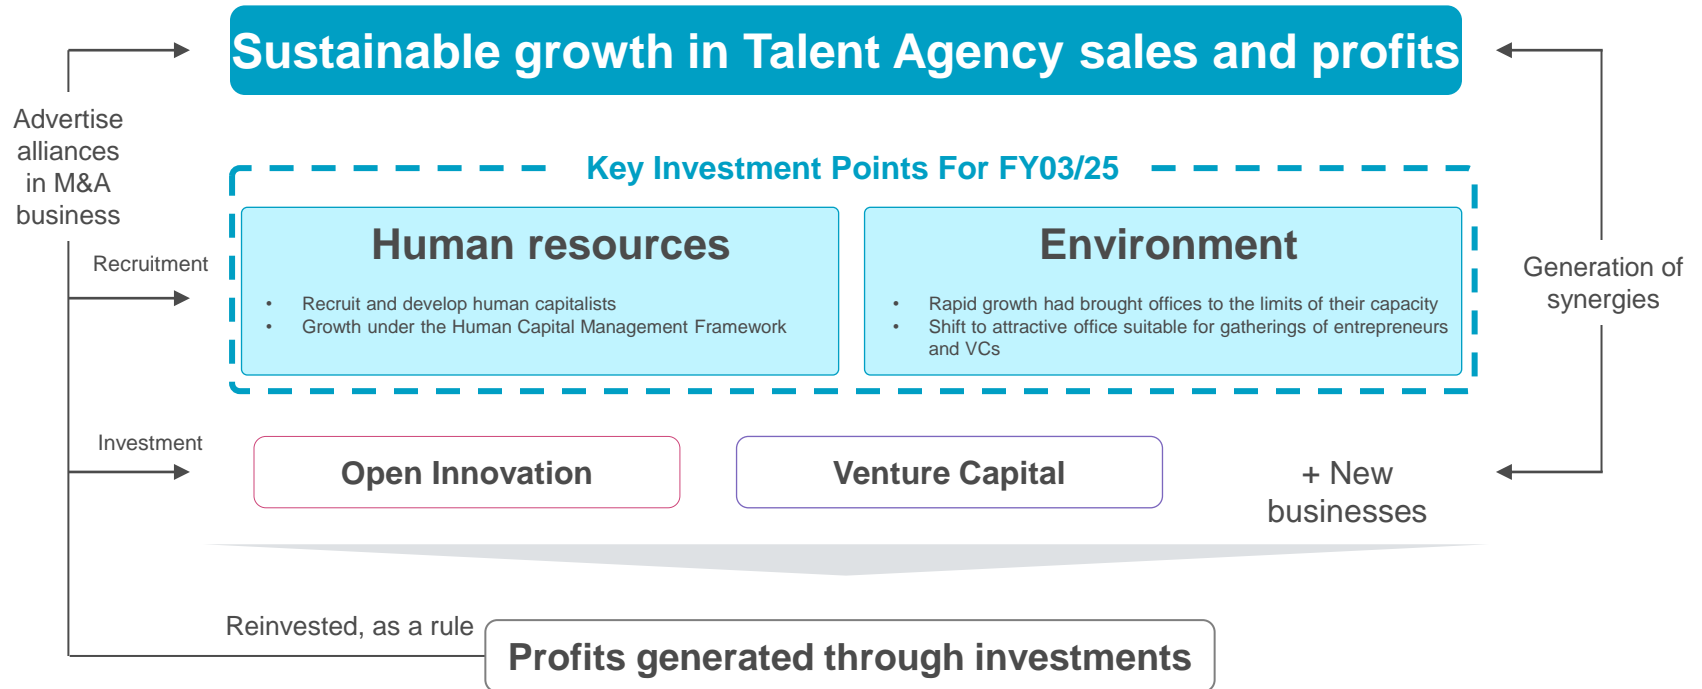 Sustainable growth in Talent Agency sales and profits
Advertise
alliances
in M&A
business
Key Investment Points For FY03/25
Human resources
• Recruit and develop human capitalists
• Growth under the Human Capital Management Framework
Environment
• Rapid growth had brought offices to the limits of their capacity
• Shift to attractive office suitable for gatherings of entrepreneurs
and VCs
Recruitment
Generation of
synergies
Investment
Open Innovation
Venture Capital
+ New
businesses
Reinvested, as a rule
Profits generated through investments